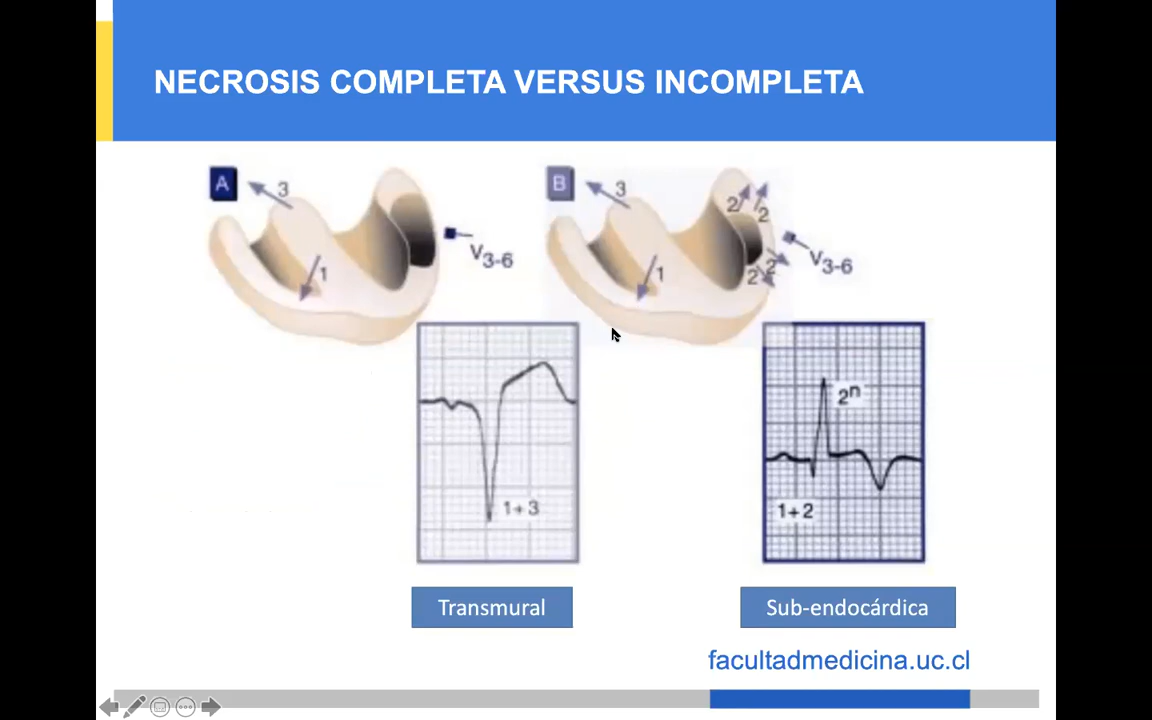 NECROSIS COMPLETA VERSUS INCOMPLETA
A
3
1
V3-6
B
3
1
2
2
2
2
V3-6
1+3
2n
1+2
Transmural
Sub-endocárdica
facultadmedicina.uc.cl